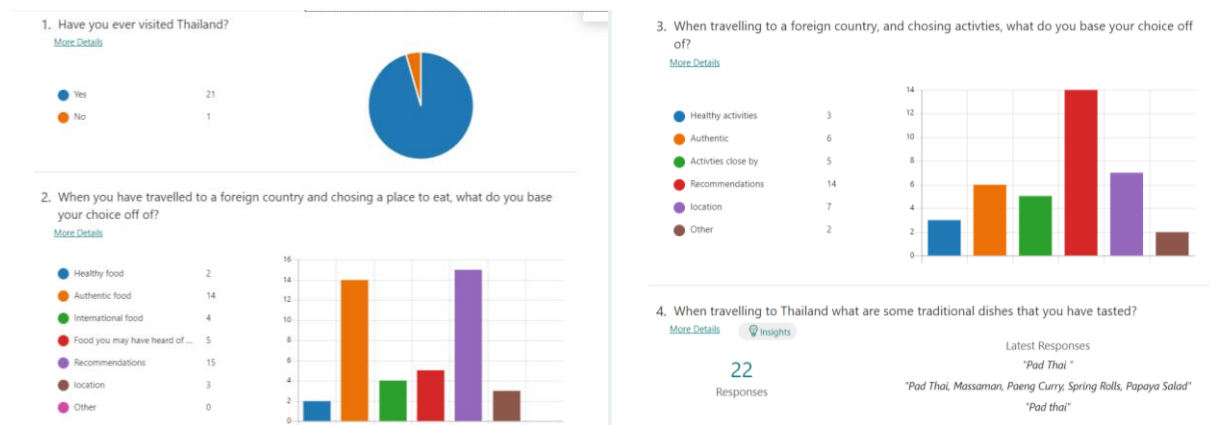 1. Have you ever visited Thailand?
More Details
Yes 21
No 1
2. When you have travelled to a foreign country and chosing a place to eat, what do you base
your choice off of?
More Details
Healthy food 2
Authentic food 14
International food 4
Food you may have heard of ... 5
Recommendations 15
location 3
Other 0
16
14
12
10
8
6
4
2
0
3. When travelling to a foreign country, and chosing activties, what do you base your choice off
of?
More Details
Healthy activities 3
Authentic 6
Activties close by 5
Recommendations 14
location 7
Other 2
14
12
10
8
6
4
2
0
4. When travelling to Thailand what are some traditional dishes that you have tasted?
More Details
Insights
22
Responses
Latest Responses
"Pad Thai "
"Pad Thai, Massaman, Paeng Curry, Spring Rolls, Papaya Salad"
"Pad thai"